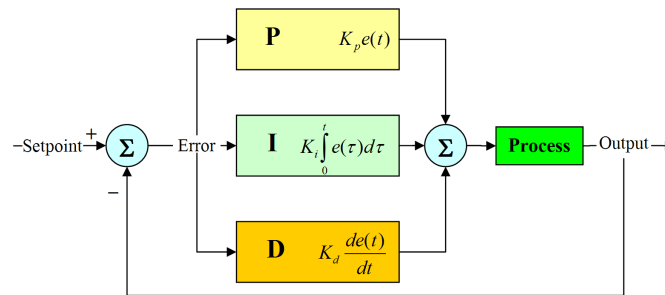 P K_p e(t)
Setpoint + Σ Error I K_i ∫_0^t e(τ)dτ Σ Process Output
−
D K_d de(t)/dt